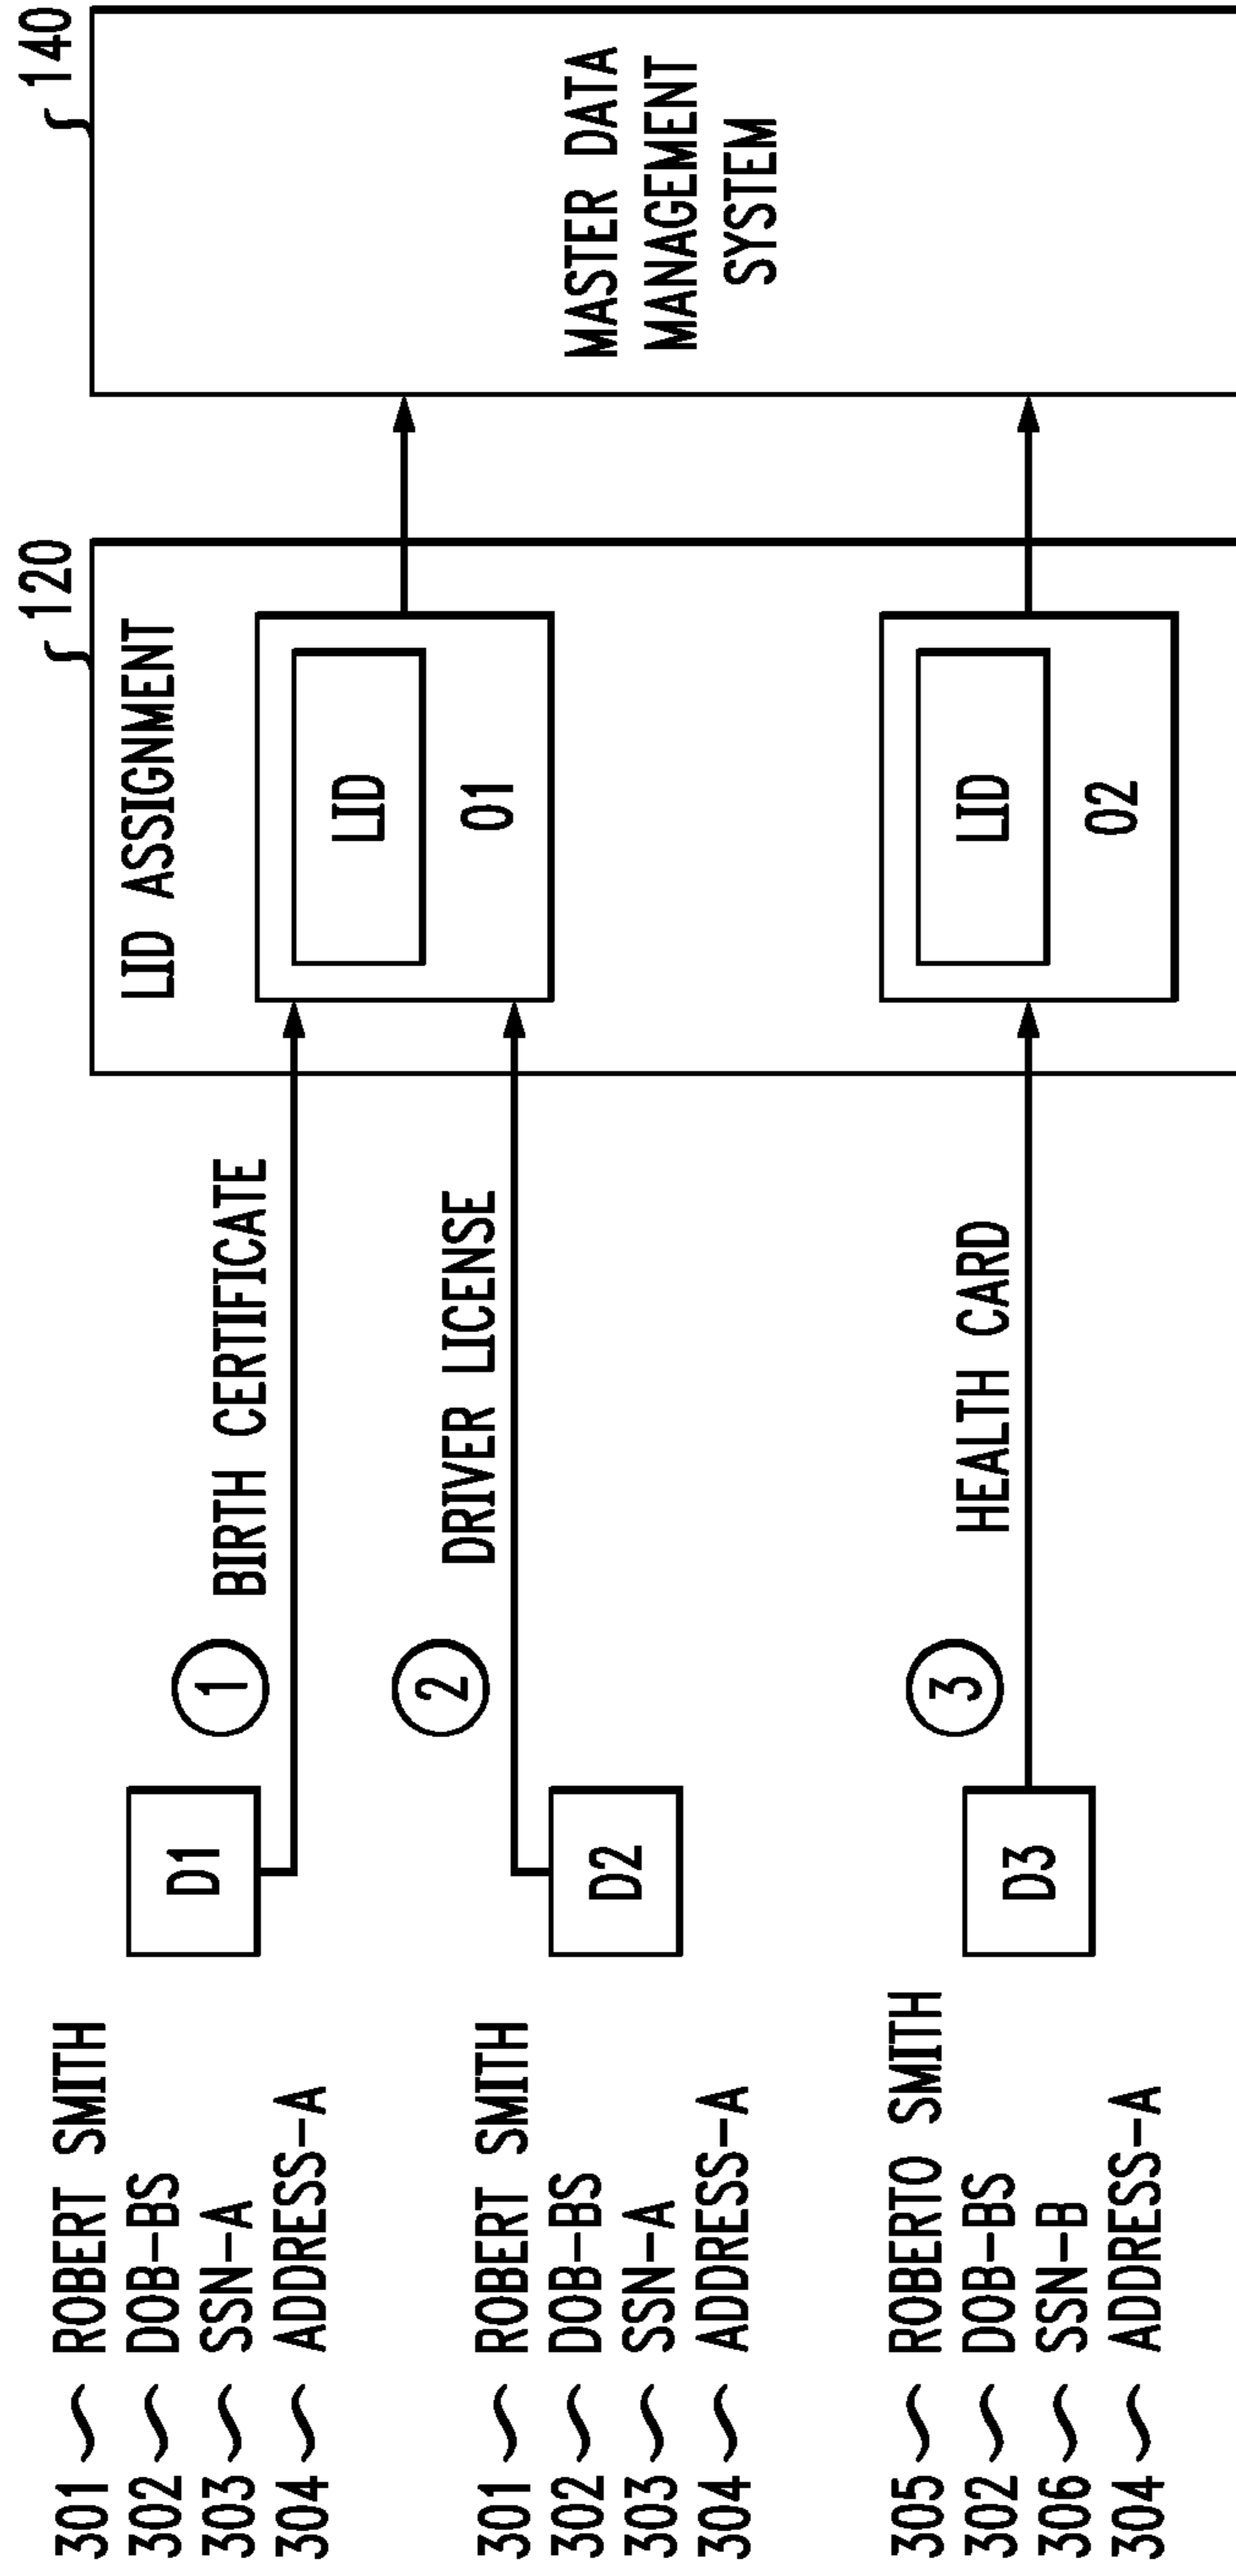 301 ROBERT SMITH
302 DOB-BS
303 SSN-A
304 ADDRESS-A
D1
1 BIRTH CERTIFICATE
301 ROBERT SMITH
302 DOB-BS
303 SSN-A
304 ADDRESS-A
D2
2 DRIVER LICENSE
305 ROBERTO SMITH
302 DOB-BS
306 SSN-B
304 ADDRESS-A
D3
3 HEALTH CARD
120
LID ASSIGNMENT
LID
O1
LID
O2
140
MASTER DATA
MANAGEMENT
SYSTEM